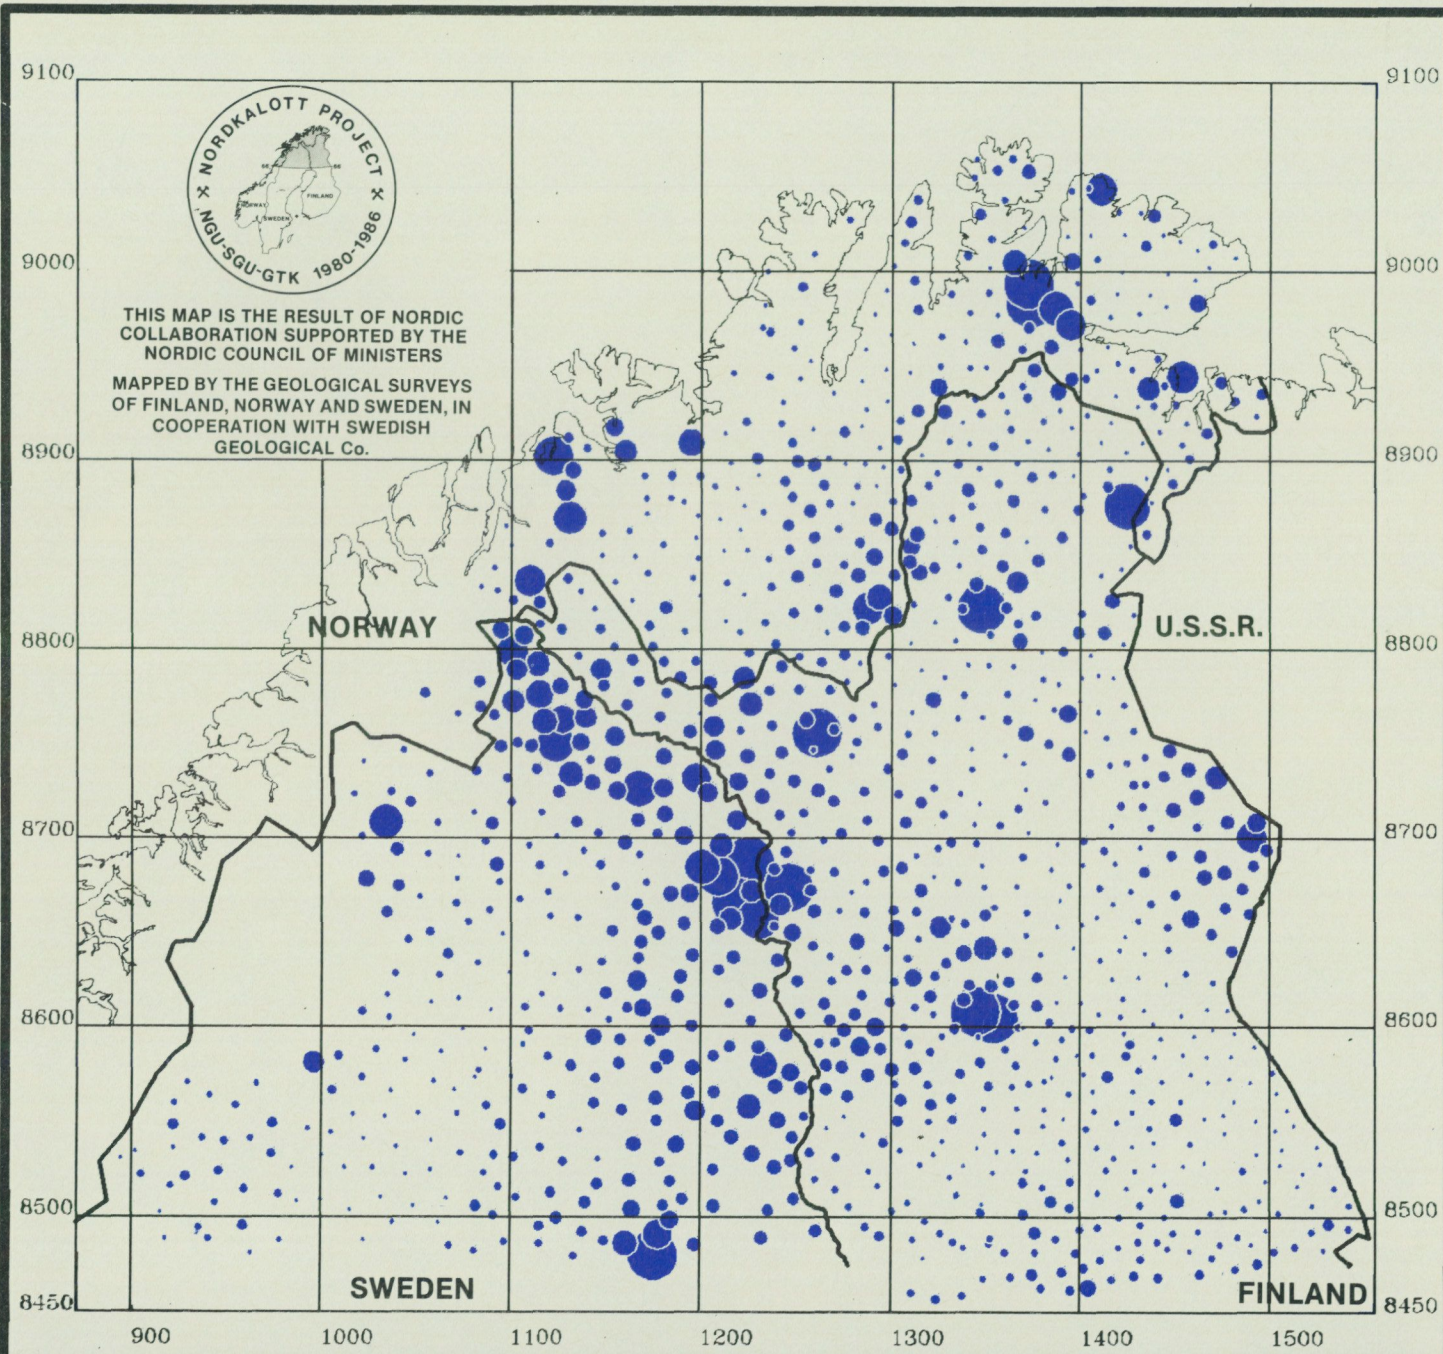 9100
9100
NORDKALOTT PROJECT
NORWAY
SWEDEN
FINLAND
NGU-SGU-GTK 1980-1986
9000
9000
THIS MAP IS THE RESULT OF NORDIC
COLLABORATION SUPPORTED BY THE
NORDIC COUNCIL OF MINISTERS
MAPPED BY THE GEOLOGICAL SURVEYS
OF FINLAND, NORWAY AND SWEDEN, IN
COOPERATION WITH SWEDISH
GEOLOGICAL Co.
8900
8900
NORWAY
U.S.S.R.
8800
8800
8700
8700
8600
8600
8500
8500
SWEDEN
FINLAND
8450
8450
900
1000
1100
1200
1300
1400
1500